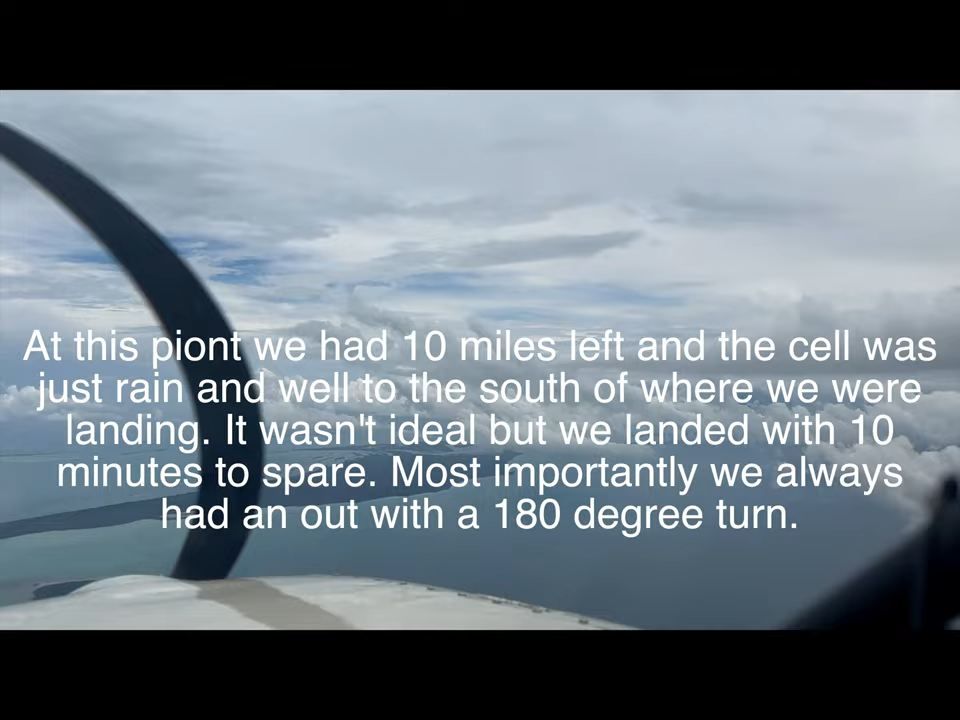 At this piont we had 10 miles left and the cell was
just rain and well to the south of where we were
landing. It wasn't ideal but we landed with 10
minutes to spare. Most importantly we always
had an out with a 180 degree turn.